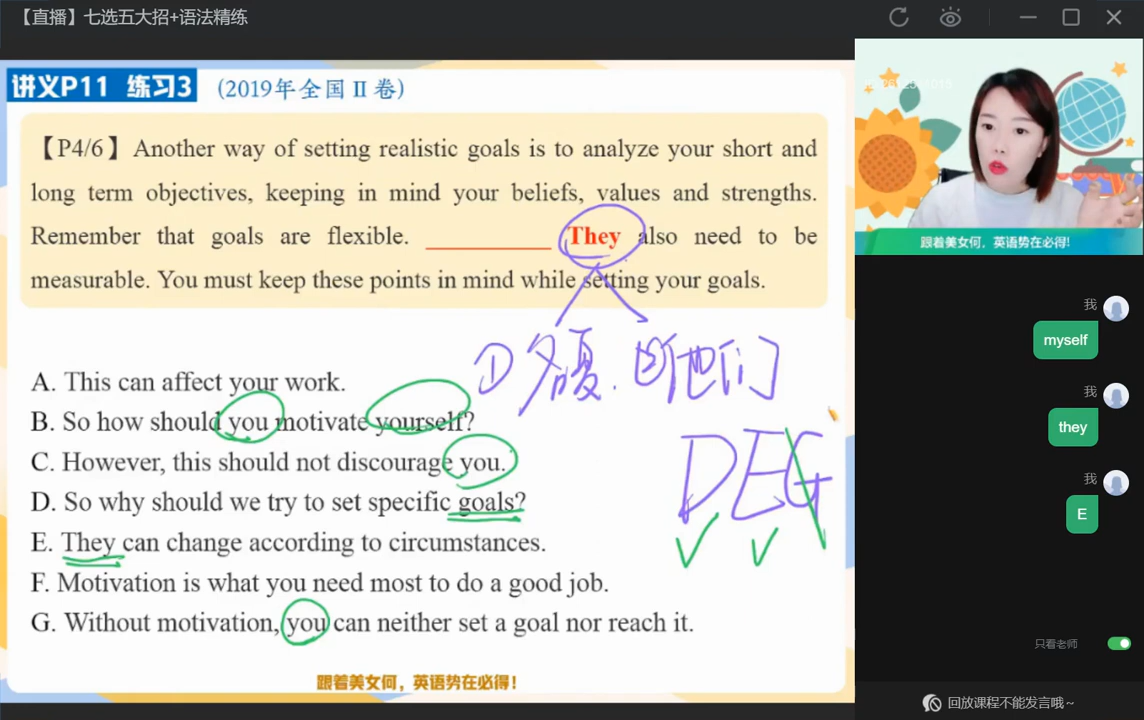 【直播】七选五大招+语法精练
讲义P11 练习3 (2019年全国II卷)
【P4/6】Another way of setting realistic goals is to analyze your short and
long term objectives, keeping in mind your beliefs, values and strengths.
Remember that goals are flexible. __________ They also need to be
measurable. You must keep these points in mind while setting your goals.
①名复. ②他们
A. This can affect your work.
B. So how should you motivate yourself?
C. However, this should not discourage you.
D. So why should we try to set specific goals?
E. They can change according to circumstances.
F. Motivation is what you need most to do a good job.
G. Without motivation, you can neither set a goal nor reach it.
DEG
跟着美女何，英语势在必得!
跟着美女何，英语势在必得!
我
myself
我
they
我
E
只看老师
回放课程不能发言哦~